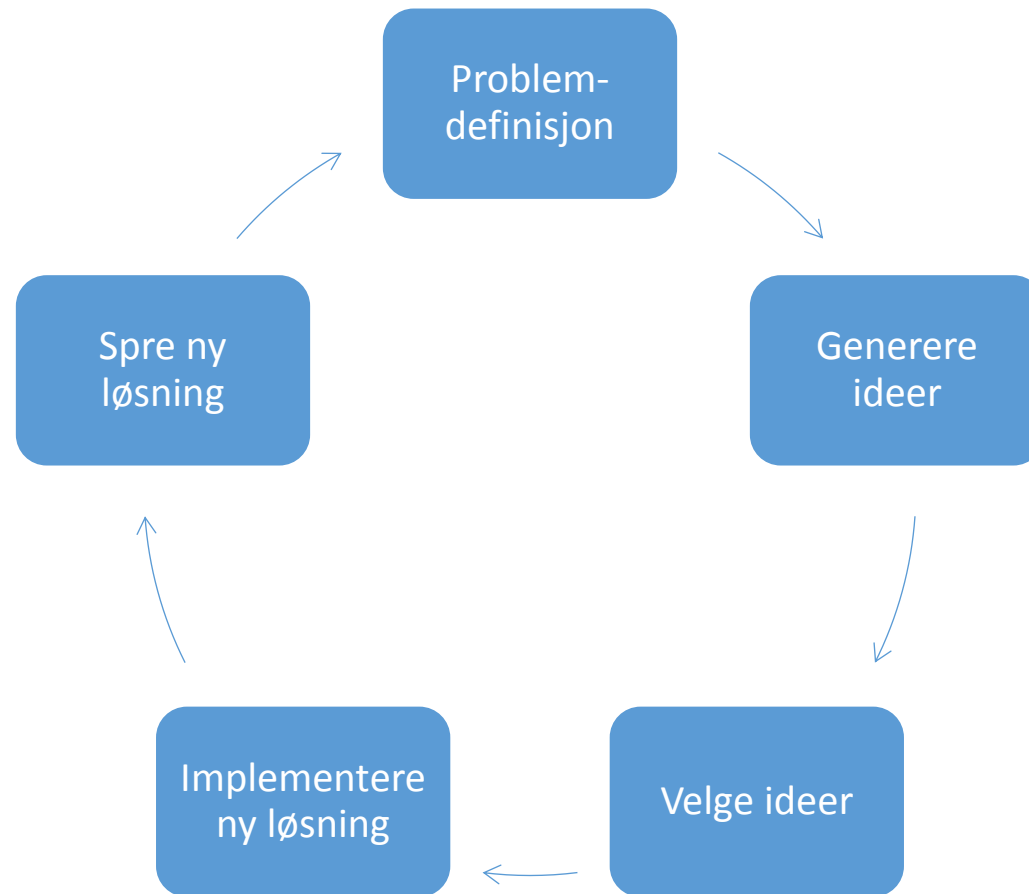 Problem-
definisjon
Generere
ideer
Velge ideer
Implementere
ny løsning
Spre ny
løsning